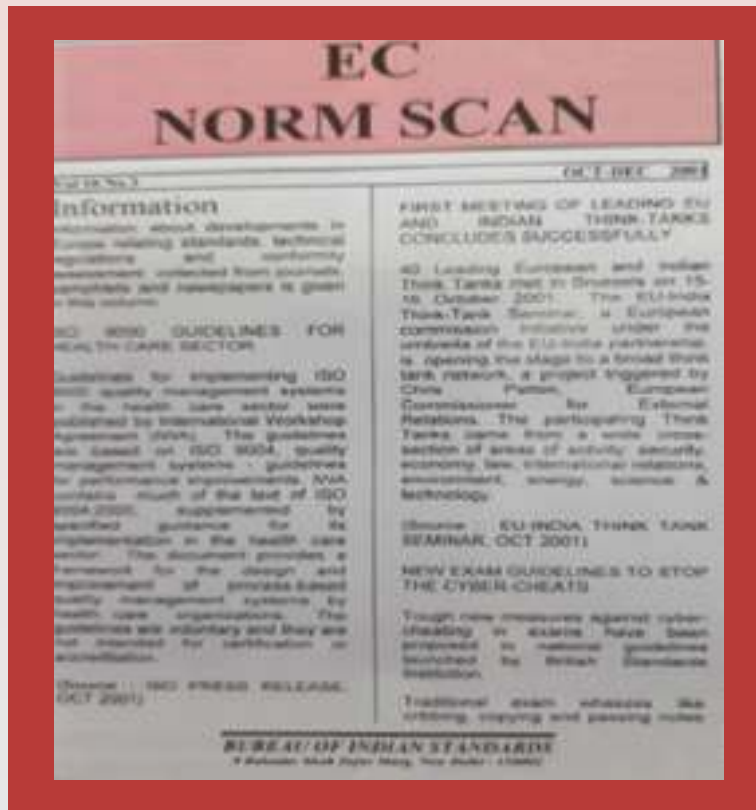 EC
NORM SCAN
Vol 18 No.3
OCT-DEC 2001
Information
Information about developments in
Europe relating standards, technical
regulations and conformity
assessment collected from journals,
pamphlets and newspapers is given
in this column.
ISO 9000 GUIDELINES FOR
HEALTH CARE SECTOR
Guidelines for implementing ISO
9000 quality management systems
in the health care sector were
published by International Workshop
Agreement (IWA). The guidelines
are based on ISO 9004, quality
management systems - guidelines
for performance improvements. IWA
contains much of the text of ISO
9004:2000, supplemented by
specified guidance for its
implementation in the health care
sector. The document provides a
framework for the design and
improvement of process-based
quality management systems by
health care organizations. The
guidelines are voluntary and they are
not intended for certification or
accreditation.
(Source : ISO PRESS RELEASE,
OCT 2001)
FIRST MEETING OF LEADING EU
AND INDIAN THINK-TANKS
CONCLUDES SUCCESSFULLY
40 Leading European and Indian
Think Tanks met in Brussels on 15-
16 October 2001. The EU-India
Think-Tank Seminar, a European
commission initiative under the
umbrella of the EU-India partnership,
is opening the stage to a broad think
tank network, a project triggered by
Chris Patten, European
Commissioner for External
Relations. The participating Think
Tanks came from a wide cross-
section of areas of activity: security,
economy, law, international relations,
environment, energy, science &
technology.
(Source : EU-INDIA THINK TANK
SEMINAR, OCT 2001)
NEW EXAM GUIDELINES TO STOP
THE CYBER-CHEATS
Tough new measures against cyber-
cheating in exams have been
proposed in national guidelines
launched by British Standards
Institution.
Traditional exam wheezes like
cribbing, copying and passing notes
BUREAU OF INDIAN STANDARDS
9 Bahadur Shah Zafar Marg, New Delhi - 110002